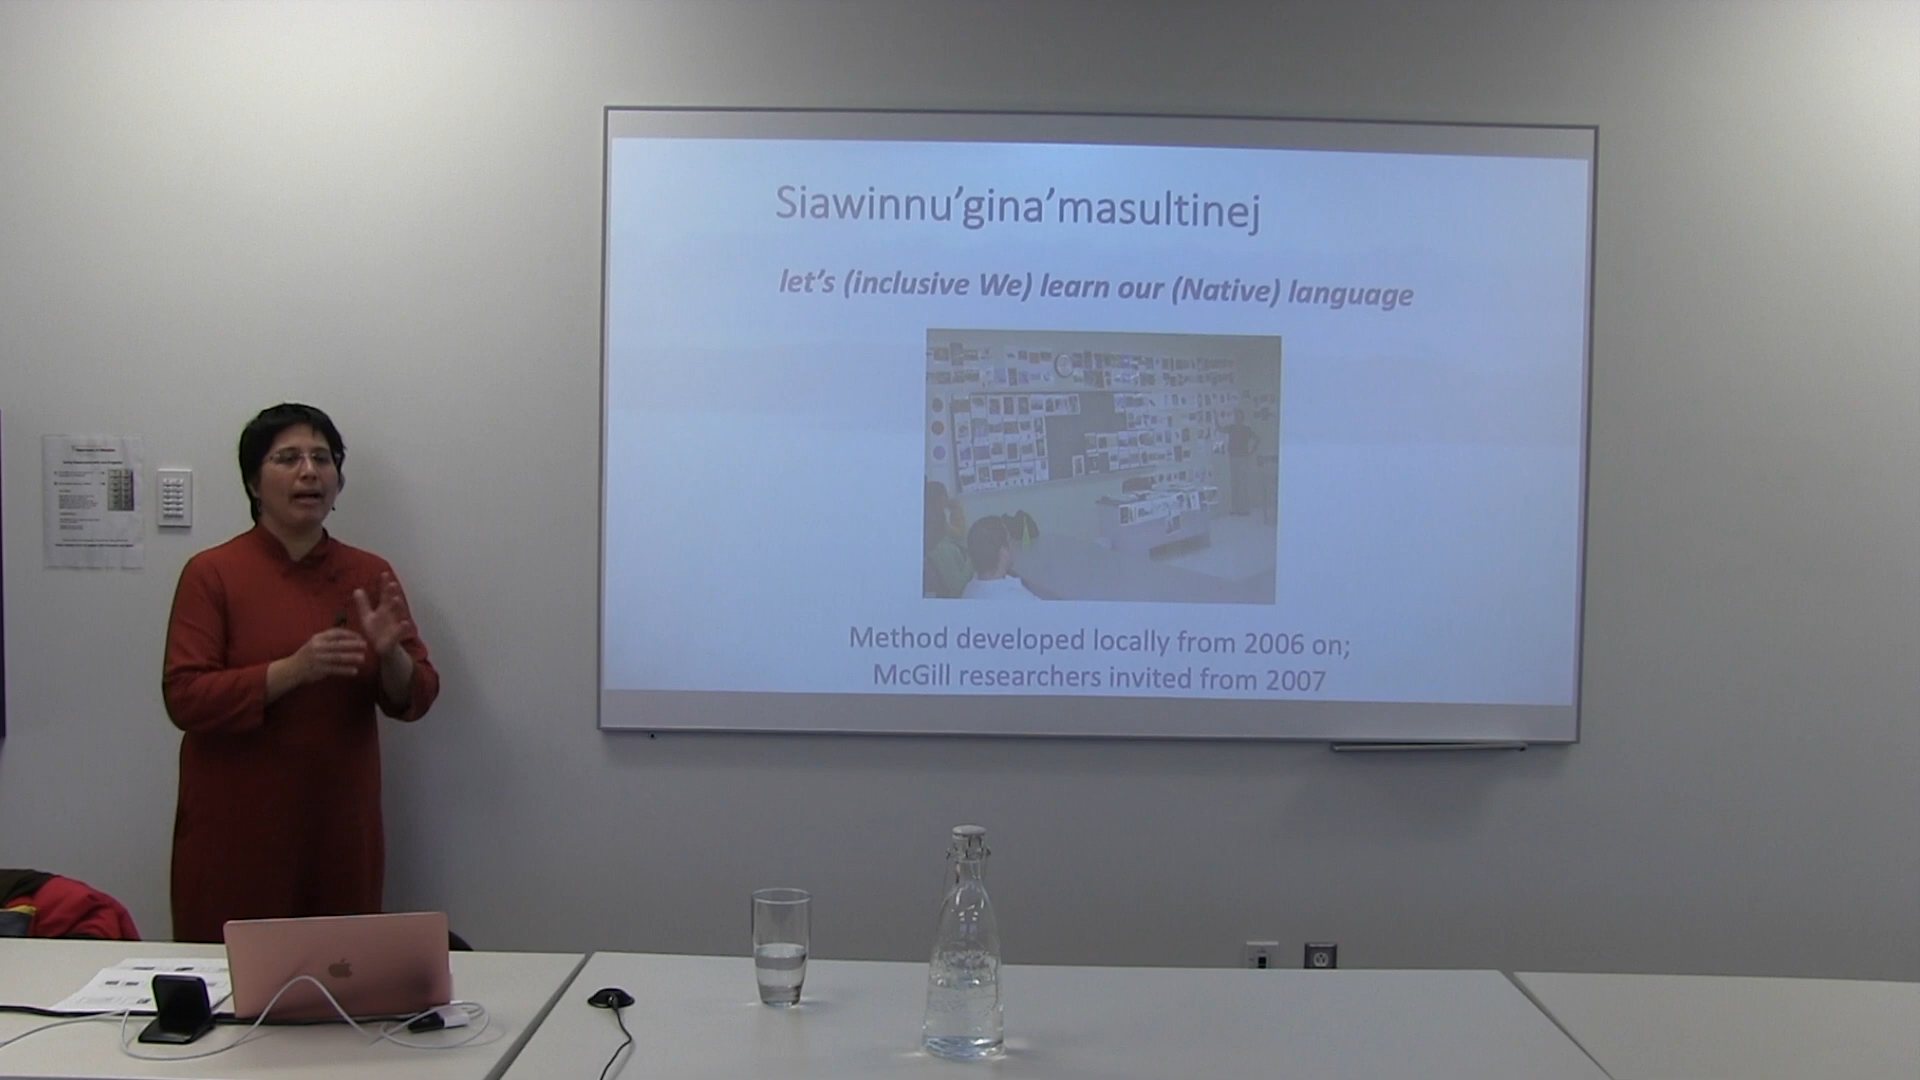 Siawinnu’gina’masultinej
let’s (inclusive We) learn our (Native) language
Method developed locally from 2006 on;
McGill researchers invited from 2007